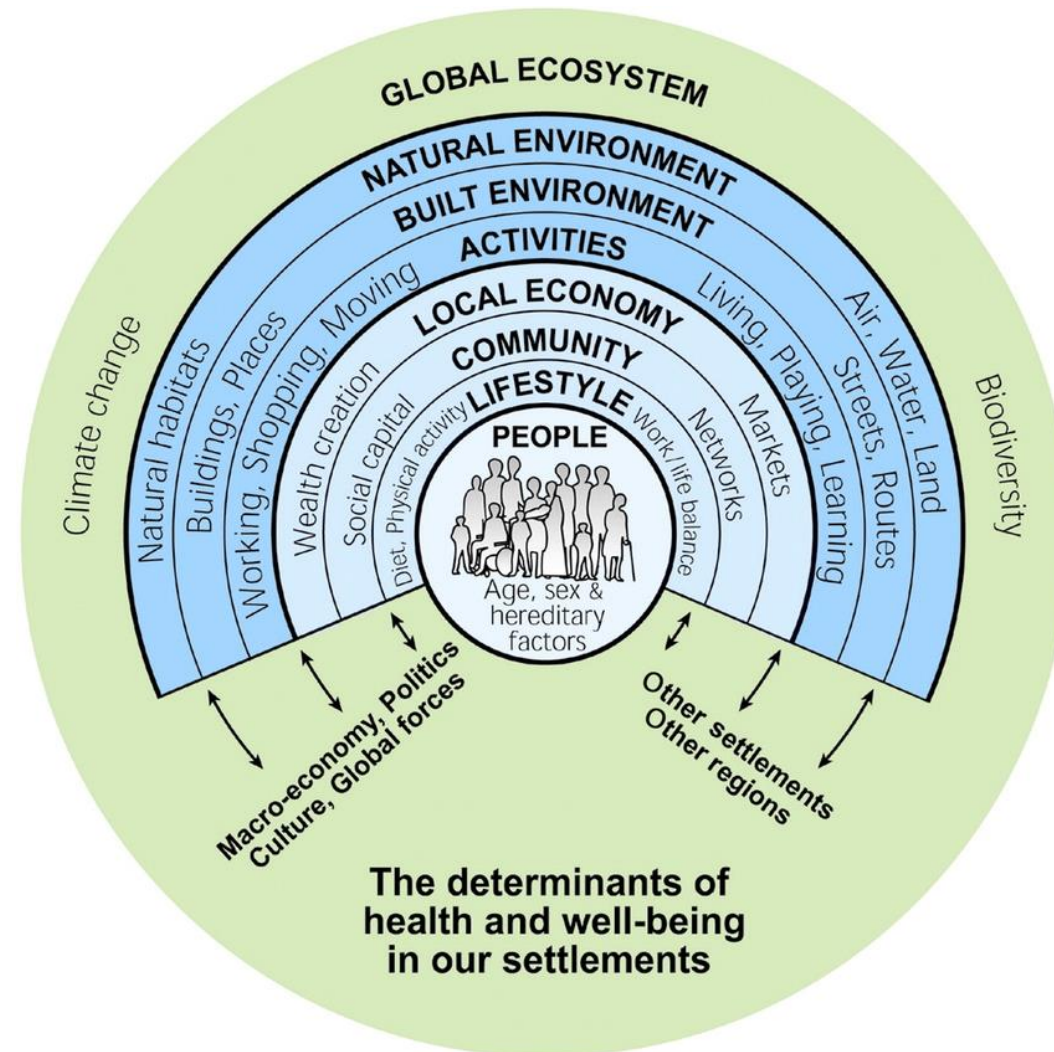 GLOBAL ECOSYSTEM
NATURAL ENVIRONMENT
BUILT ENVIRONMENT
ACTIVITIES
LOCAL ECONOMY
COMMUNITY
LIFESTYLE
PEOPLE
Age, sex &
hereditary
factors
Climate change
Natural habitats
Buildings, Places
Working, Shopping, Moving
Wealth creation
Social capital
Diet, Physical activity
Work/life balance
Networks
Markets
Living, Playing, Learning
Streets, Routes
Air, Water, Land
Biodiversity
Macro-economy, Politics
Culture, Global forces
Other settlements
Other regions
The determinants of
health and well-being
in our settlements